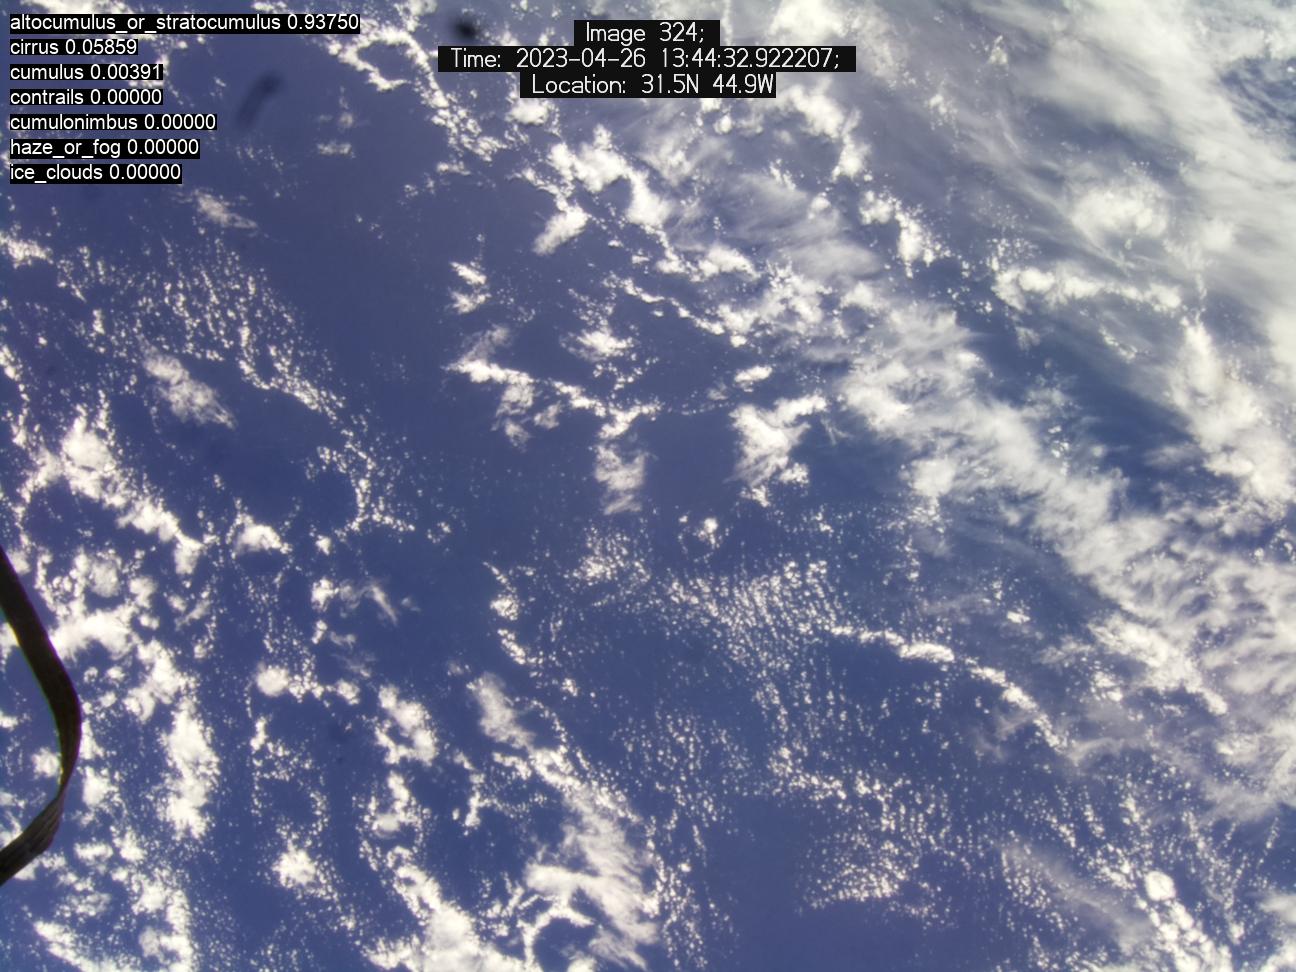 altocumulus_or_stratocumulus 0.93750
cirrus 0.05859
cumulus 0.00391
contrails 0.00000
cumulonimbus 0.00000
haze_or_fog 0.00000
ice_clouds 0.00000
Image 324;
Time: 2023-04-26 13:44:32.922207;
Location: 31.5N 44.9W